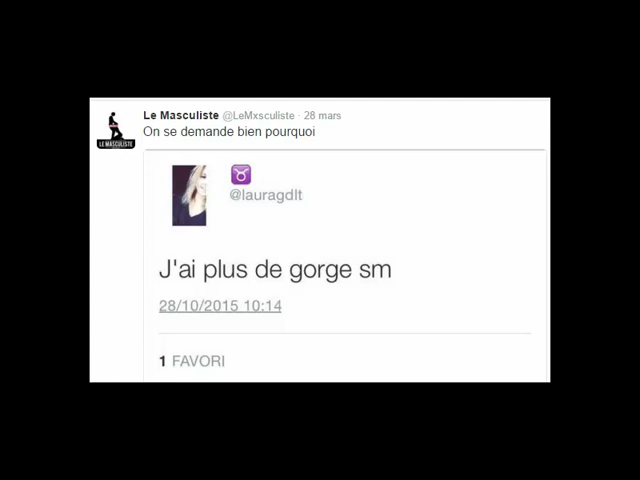 Le Masculiste @LeMxsculiste · 28 mars
On se demande bien pourquoi
LE MASCULISTE
@lauragdlt
J'ai plus de gorge sm
28/10/2015 10:14
1 FAVORI